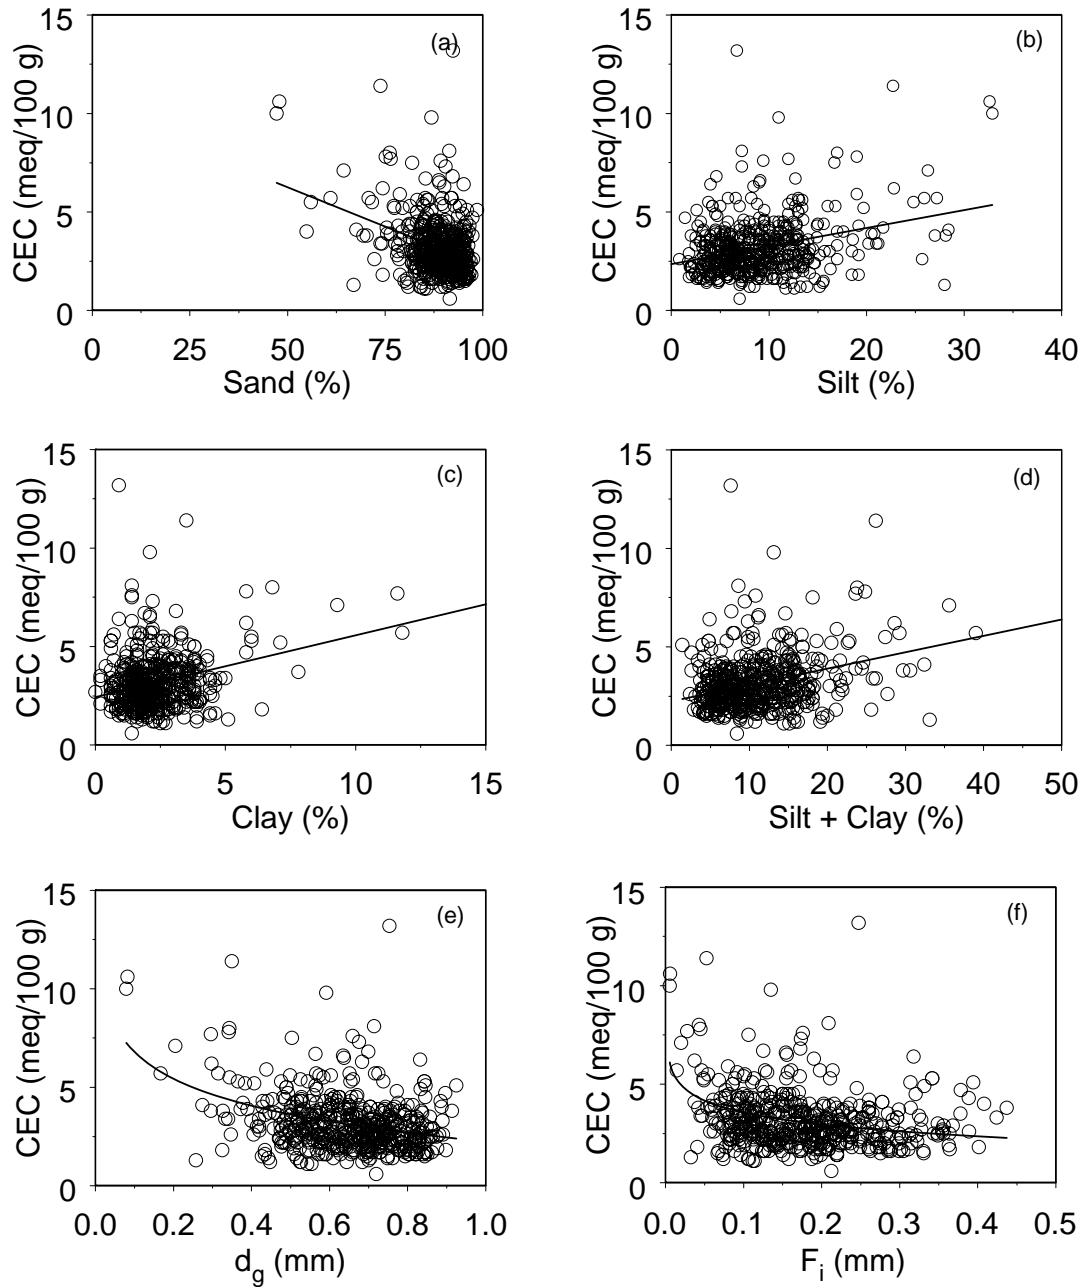 15
10
5
0
CEC (meq/100 g)
(a)
0 25 50 75 100
Sand (%)
15
10
5
0
CEC (meq/100 g)
(b)
0 10 20 30 40
Silt (%)
15
10
5
0
CEC (meq/100 g)
(c)
0 5 10 15
Clay (%)
15
10
5
0
CEC (meq/100 g)
(d)
0 10 20 30 40 50
Silt + Clay (%)
15
10
5
0
CEC (meq/100 g)
(e)
0.0 0.2 0.4 0.6 0.8 1.0
d_g (mm)
15
10
5
0
CEC (meq/100 g)
(f)
0.0 0.1 0.2 0.3 0.4 0.5
F_i (mm)